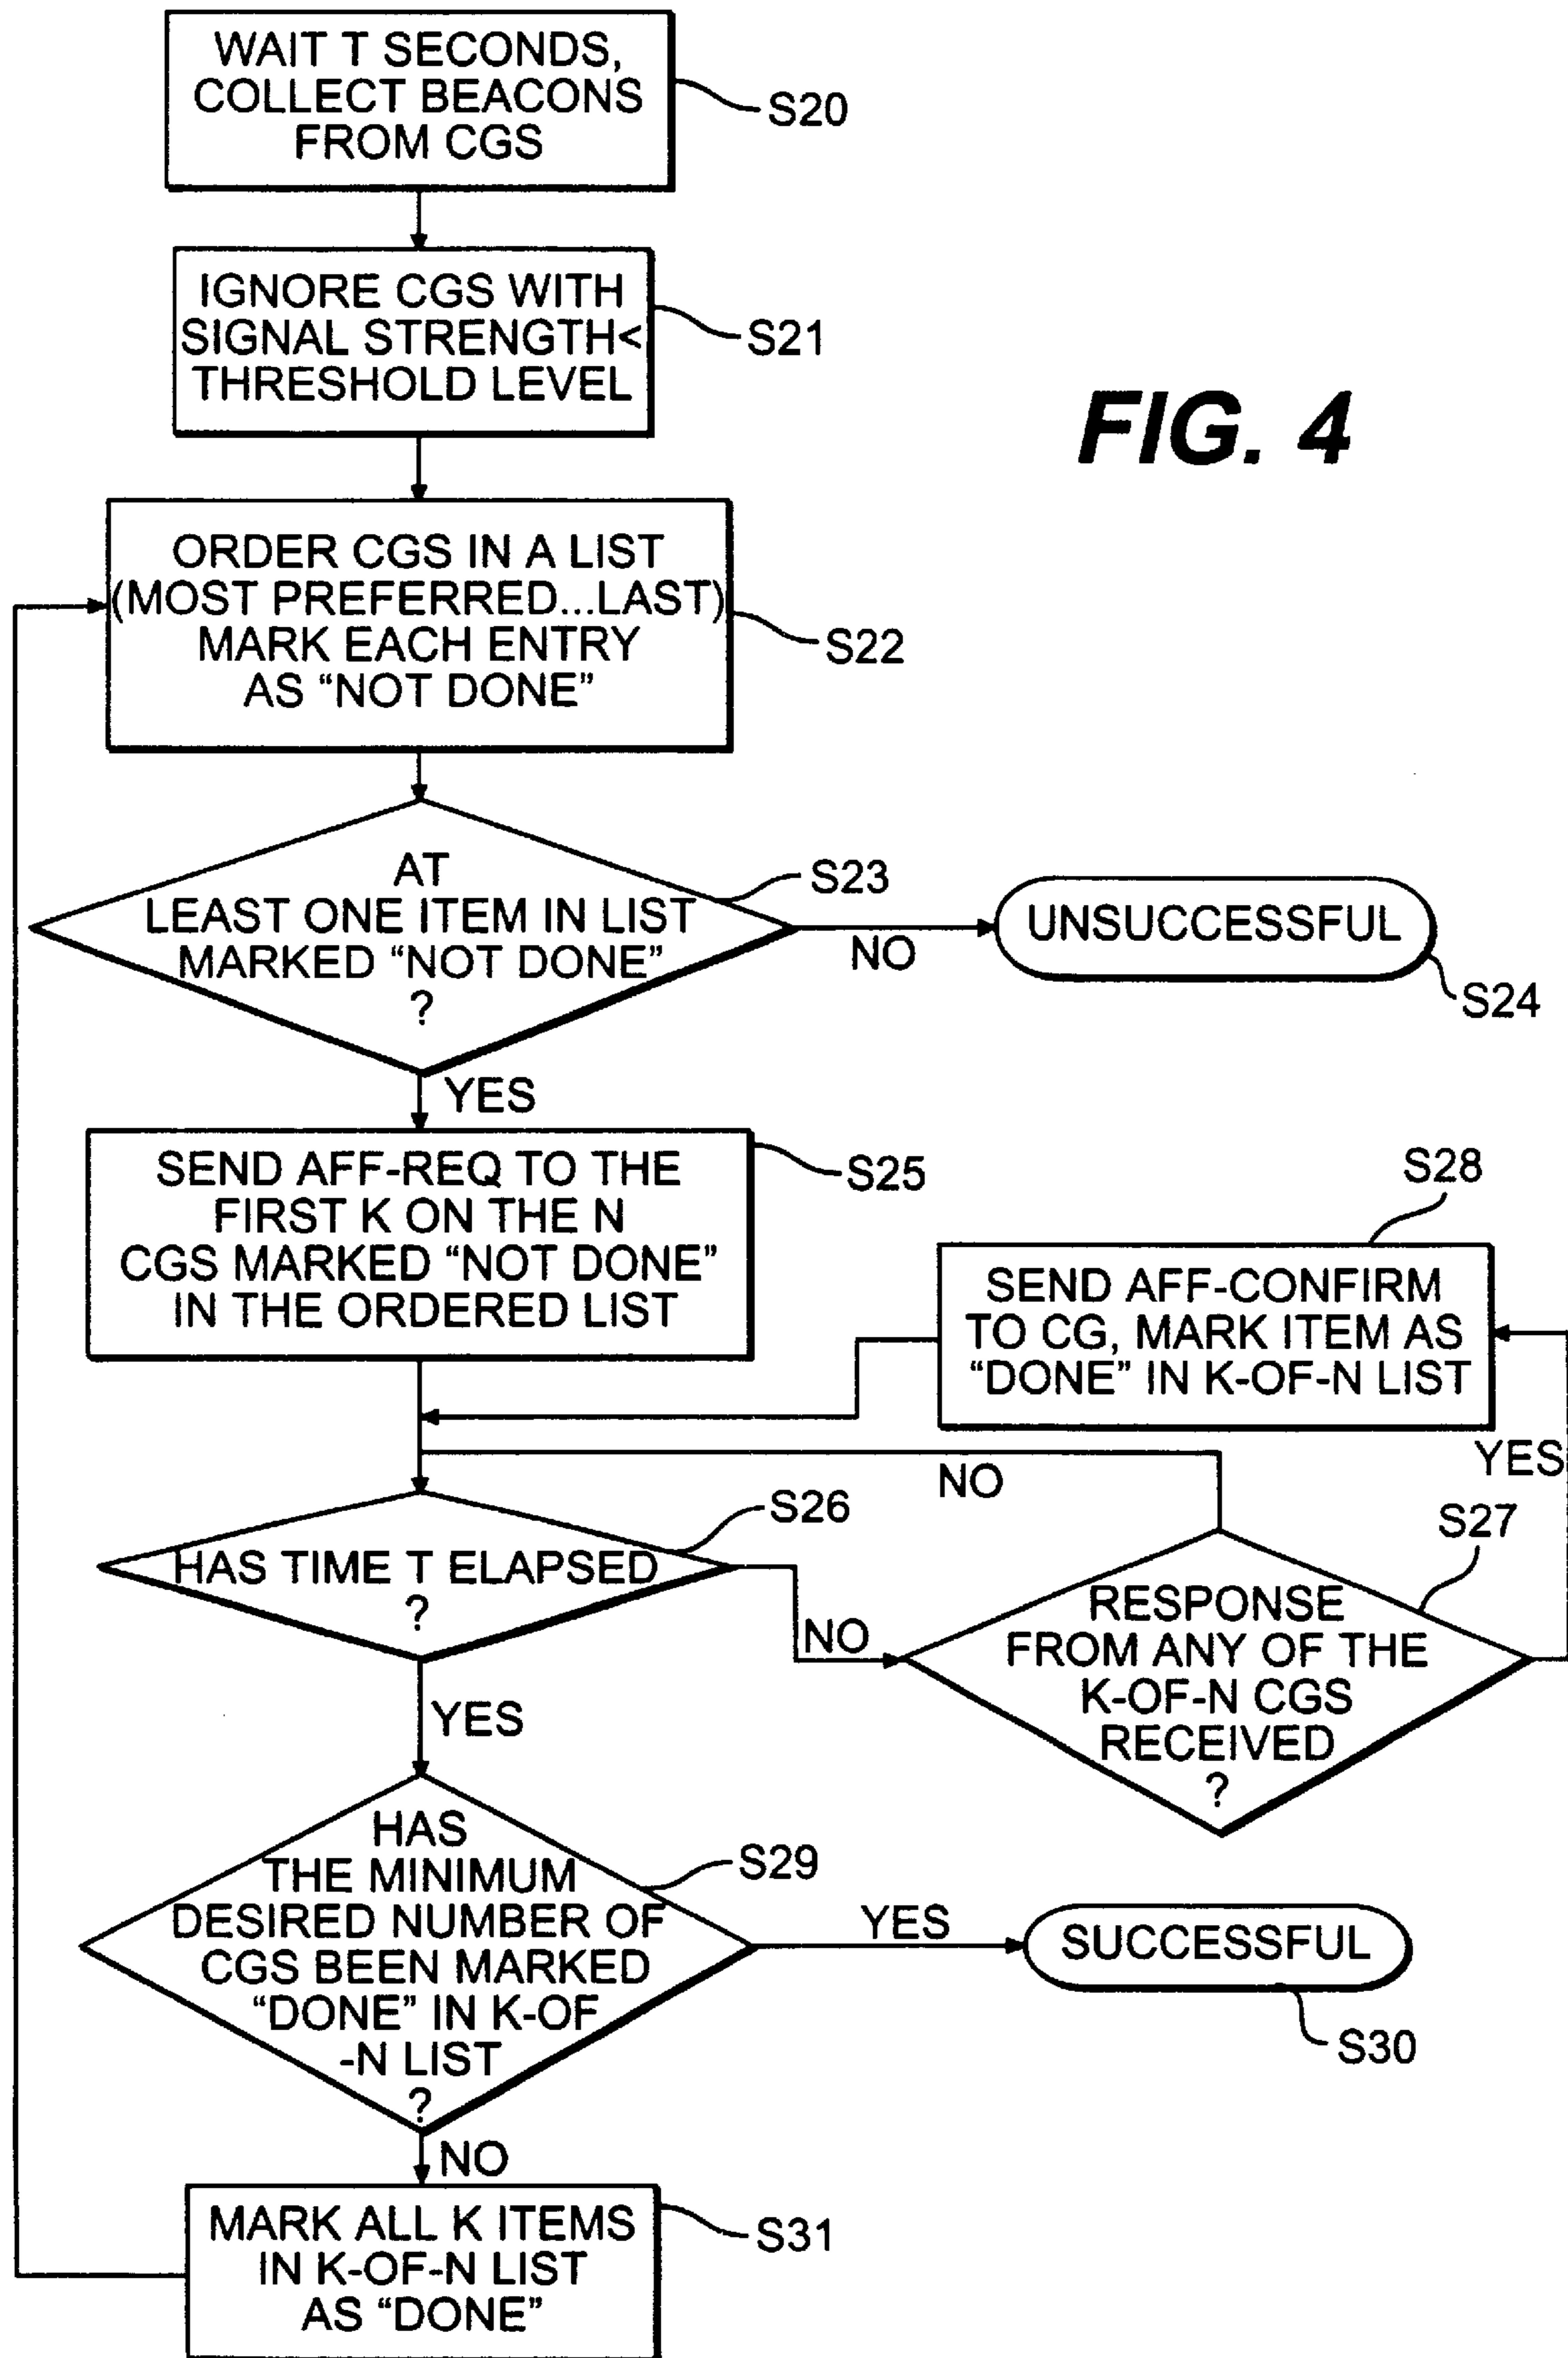 WAIT T SECONDS,
COLLECT BEACONS
FROM CGS
S20
IGNORE CGS WITH
SIGNAL STRENGTH<
THRESHOLD LEVEL
S21
FIG. 4
ORDER CGS IN A LIST
(MOST PREFERRED...LAST)
MARK EACH ENTRY
AS “NOT DONE”
S22
AT
LEAST ONE ITEM IN LIST
MARKED “NOT DONE”
?
S23
NO
UNSUCCESSFUL
S24
YES
SEND AFF-REQ TO THE
FIRST K ON THE N
CGS MARKED “NOT DONE”
IN THE ORDERED LIST
S25
S28
SEND AFF-CONFIRM
TO CG, MARK ITEM AS
“DONE” IN K-OF-N LIST
YES
NO
HAS TIME T ELAPSED
?
S26
NO
S27
RESPONSE
FROM ANY OF THE
K-OF-N CGS
RECEIVED
?
YES
HAS
THE MINIMUM
DESIRED NUMBER OF
CGS BEEN MARKED
“DONE” IN K-OF
-N LIST
?
S29
YES
SUCCESSFUL
S30
NO
MARK ALL K ITEMS
IN K-OF-N LIST
AS “DONE”
S31